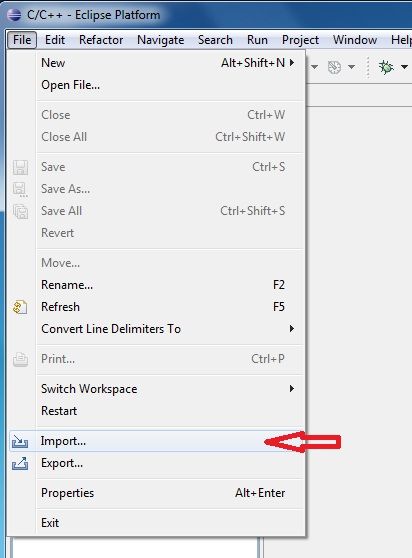 C/C++ - Eclipse Platform
File Edit Refactor Navigate Search Run Project Window Help
New Alt+Shift+N
Open File...
Close Ctrl+W
Close All Ctrl+Shift+W
Save Ctrl+S
Save As...
Save All Ctrl+Shift+S
Revert
Move...
Rename... F2
Refresh F5
Convert Line Delimiters To
Print... Ctrl+P
Switch Workspace
Restart
Import...
Export...
Properties Alt+Enter
Exit